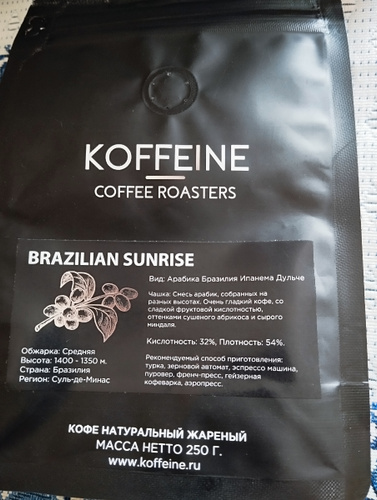 KOFFEINE
COFFEE ROASTERS
BRAZILIAN SUNRISE
Вид: Арабика Бразилия Ипанема Дульче
Чашка: Смесь арабик, собранных на
разных высотах. Очень гладкий кофе, со
сладкой фруктовой кислотностью,
оттенками сушеного абрикоса и сырого
миндаля.
Кислотность: 32%, Плотность: 54%.
Рекомендуемый способ приготовления:
турка, зерновой автомат, эспрессо машина,
пуровер, френч-пресс, гейзерная
кофеварка, аэропресс.
Обжарка: Средняя
Высота: 1400 - 1350 м.
Страна: Бразилия
Регион: Суль-де-Минас
КОФЕ НАТУРАЛЬНЫЙ ЖАРЕНЫЙ
МАССА НЕТТО 250 Г.
www.koffeine.ru